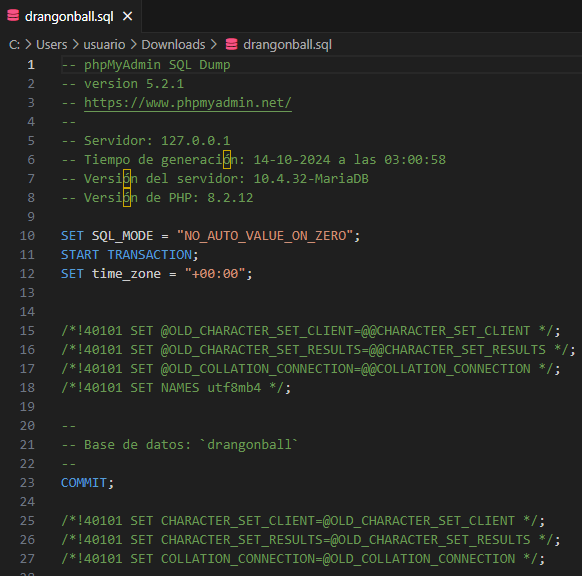 drangonball.sql
C: > Users > usuario > Downloads > drangonball.sql
1 -- phpMyAdmin SQL Dump
2 -- version 5.2.1
3 -- https://www.phpmyadmin.net/
4 --
5 -- Servidor: 127.0.0.1
6 -- Tiempo de generación: 14-10-2024 a las 03:00:58
7 -- Versión del servidor: 10.4.32-MariaDB
8 -- Versión de PHP: 8.2.12
9
10 SET SQL_MODE = "NO_AUTO_VALUE_ON_ZERO";
11 START TRANSACTION;
12 SET time_zone = "+00:00";
13
14
15 /*!40101 SET @OLD_CHARACTER_SET_CLIENT=@@CHARACTER_SET_CLIENT */;
16 /*!40101 SET @OLD_CHARACTER_SET_RESULTS=@@CHARACTER_SET_RESULTS */;
17 /*!40101 SET @OLD_COLLATION_CONNECTION=@@COLLATION_CONNECTION */;
18 /*!40101 SET NAMES utf8mb4 */;
19
20 --
21 -- Base de datos: `drangonball`
22 --
23 COMMIT;
24
25 /*!40101 SET CHARACTER_SET_CLIENT=@OLD_CHARACTER_SET_CLIENT */;
26 /*!40101 SET CHARACTER_SET_RESULTS=@OLD_CHARACTER_SET_RESULTS */;
27 /*!40101 SET COLLATION_CONNECTION=@OLD_COLLATION_CONNECTION */;